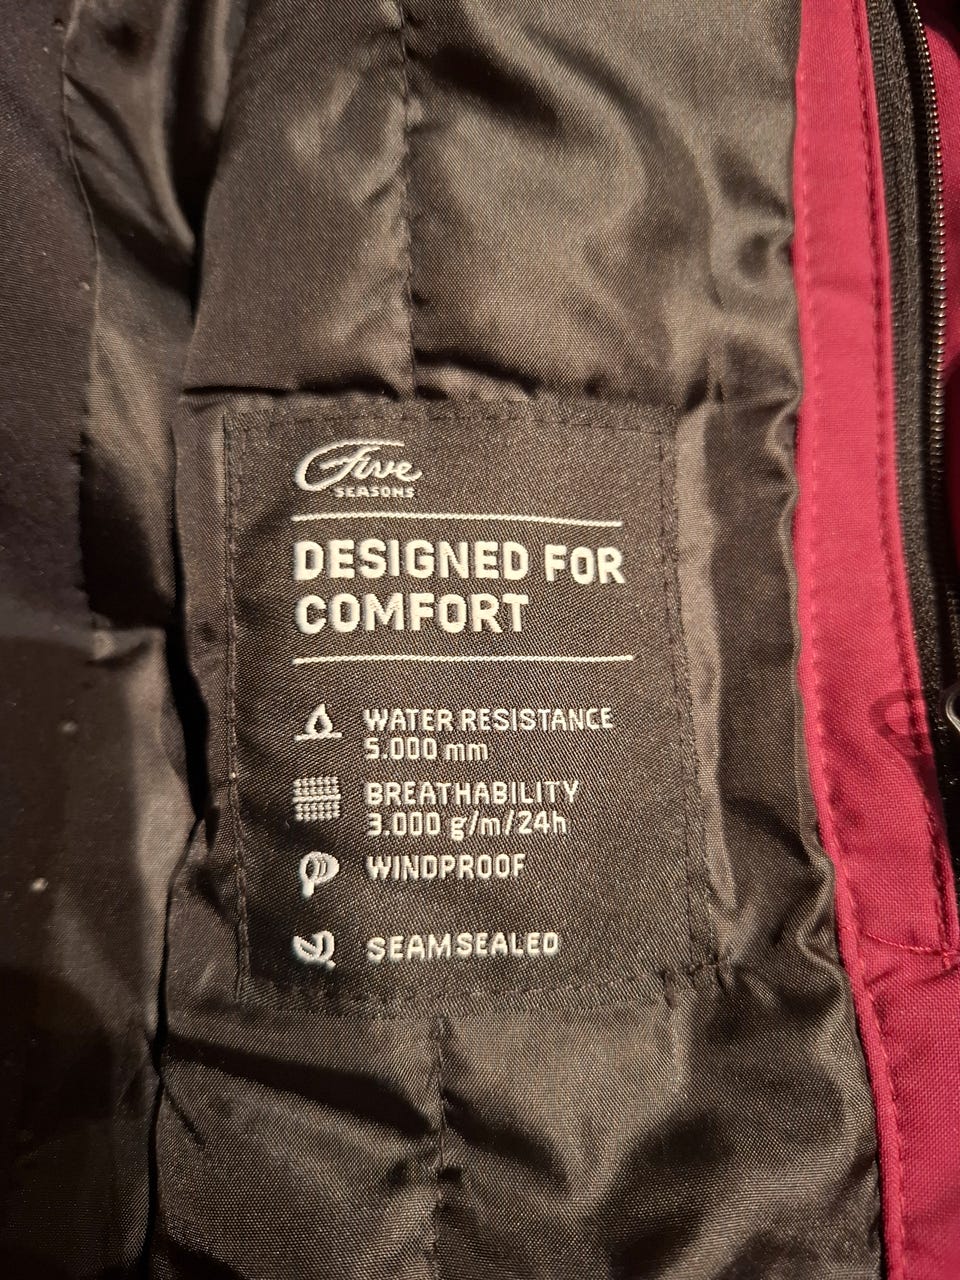 Five
SEASONS
DESIGNED FOR
COMFORT
WATER RESISTANCE
5.000 mm
BREATHABILITY
3.000 g/m/24h
WINDPROOF
SEAMSEALED